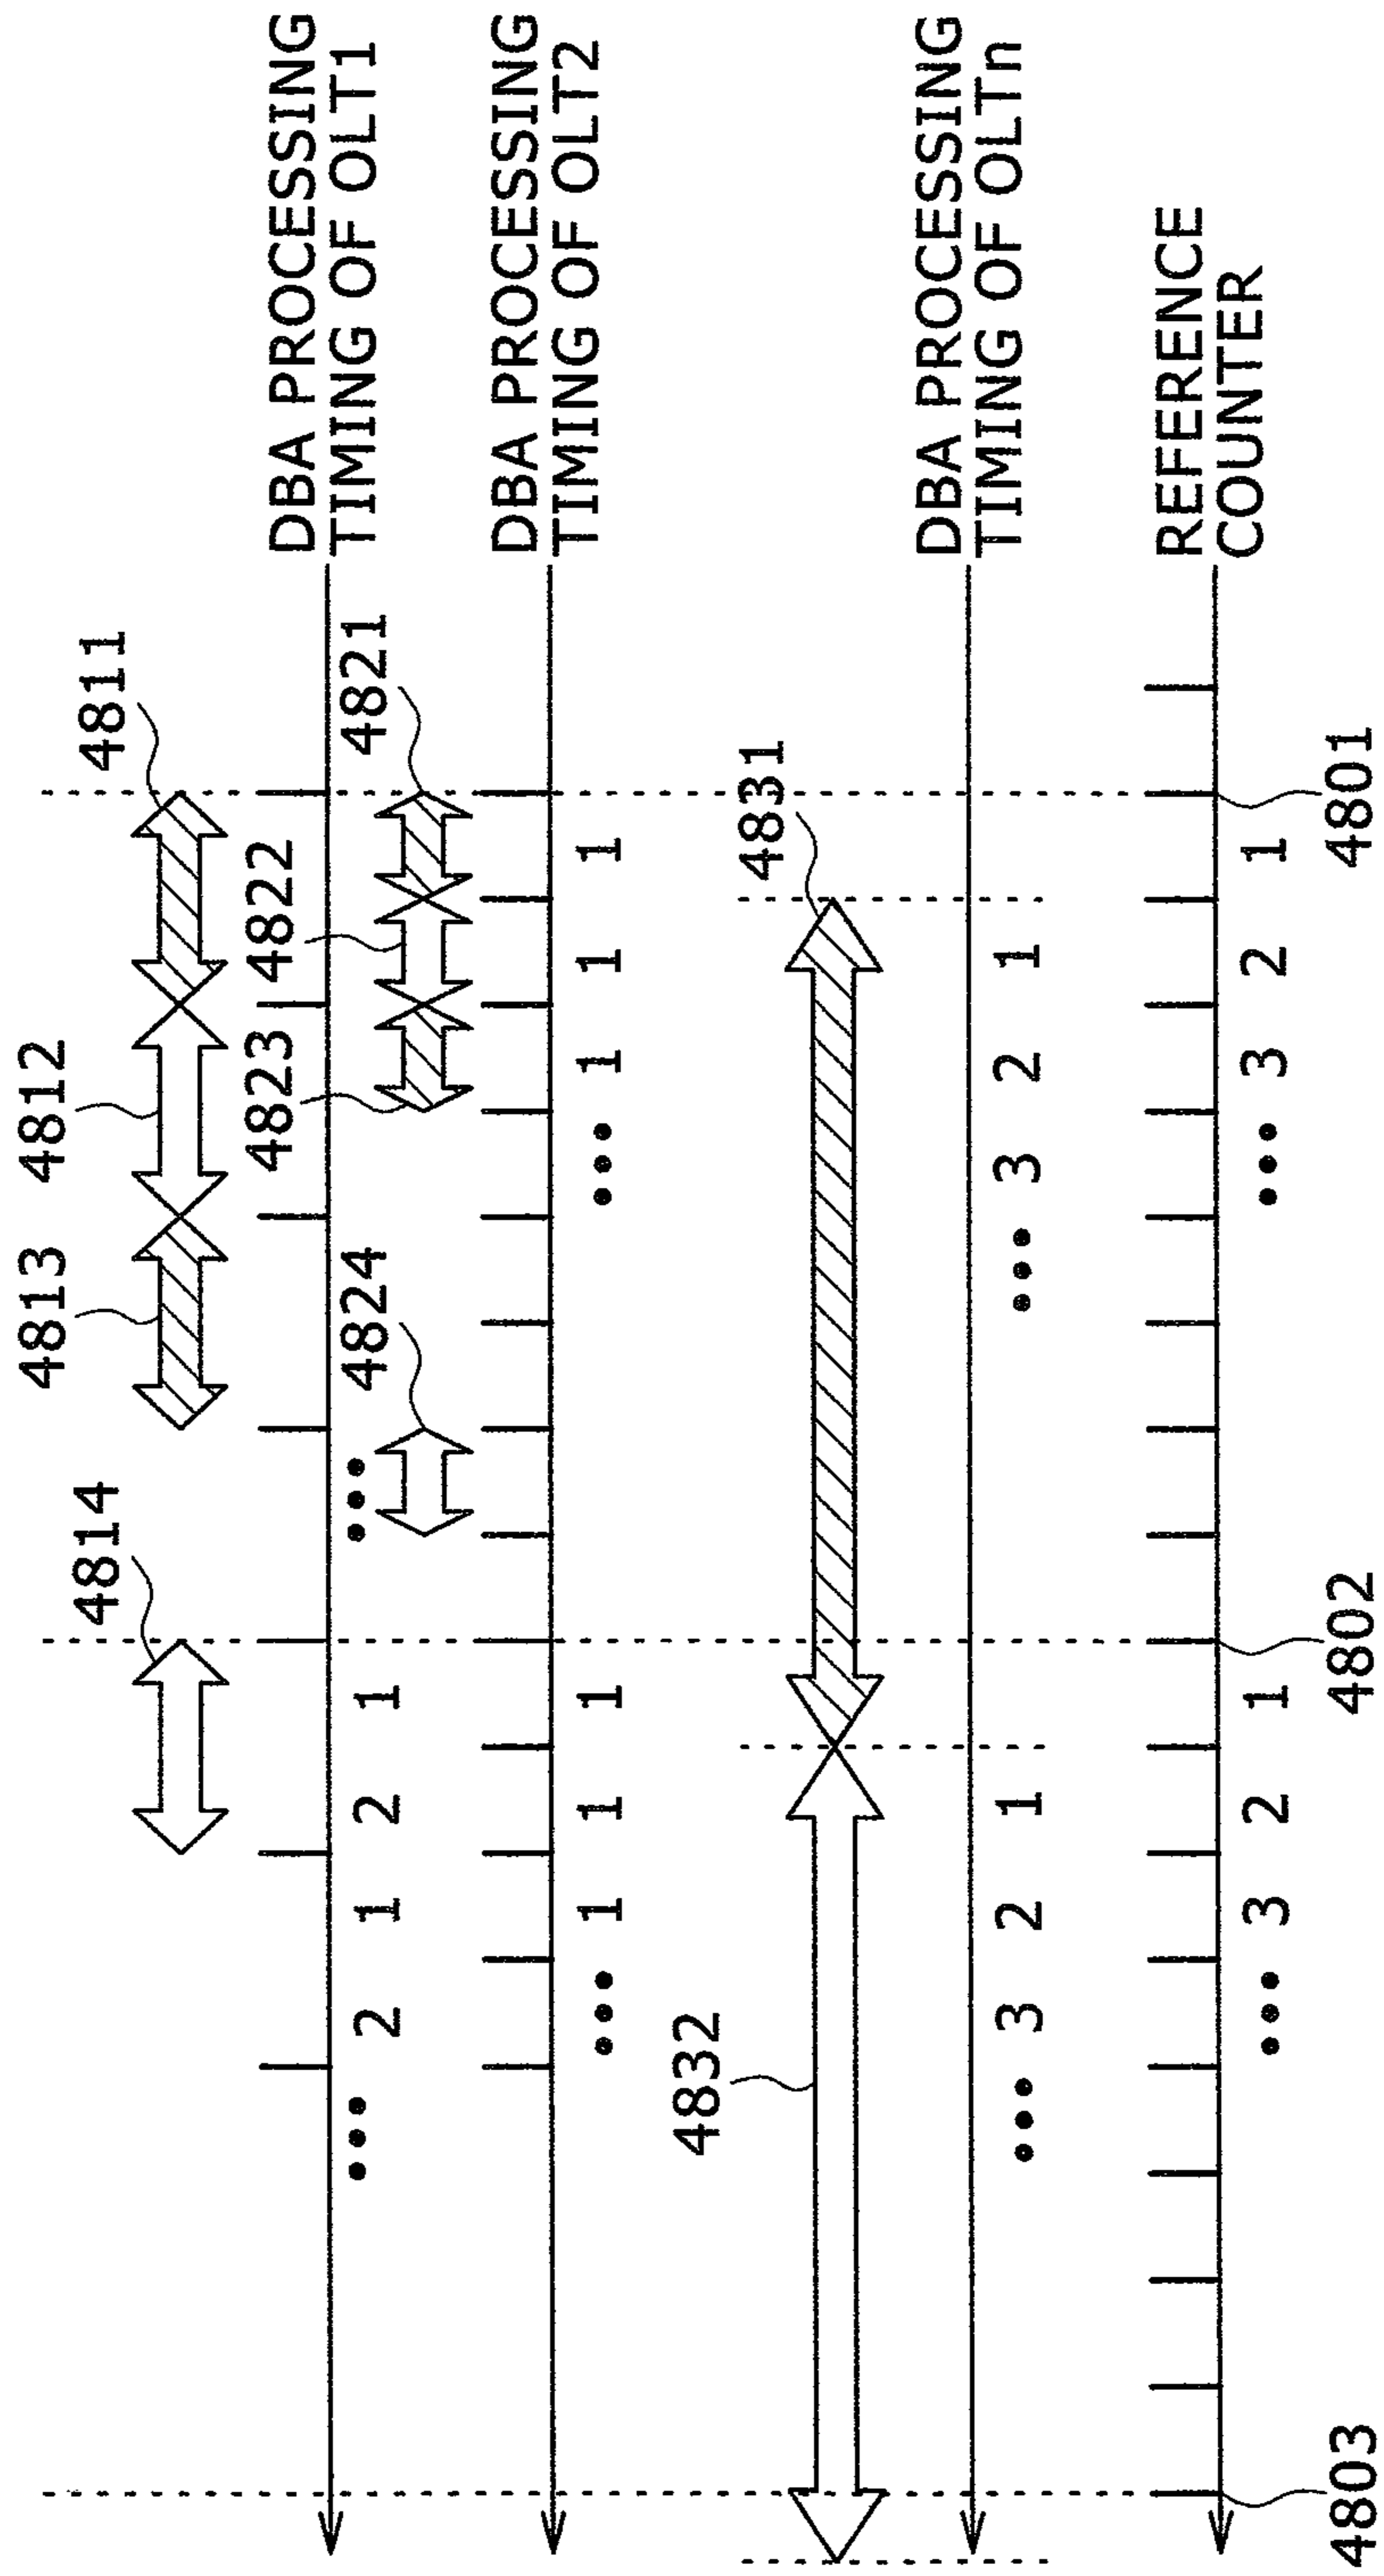 4813 4812
4814 4811
4823 4822
DBA PROCESSING
TIMING OF OLT1
••• 2 1 2 1 •••
4824 4821
DBA PROCESSING
TIMING OF OLT2
••• 1 1 1 ••• 1 1 1
4832 4831
DBA PROCESSING
TIMING OF OLTn
••• 3 2 1 ••• 3 2 1
REFERENCE
COUNTER
••• 3 2 1 ••• 3 2 1
4803 4802 4801